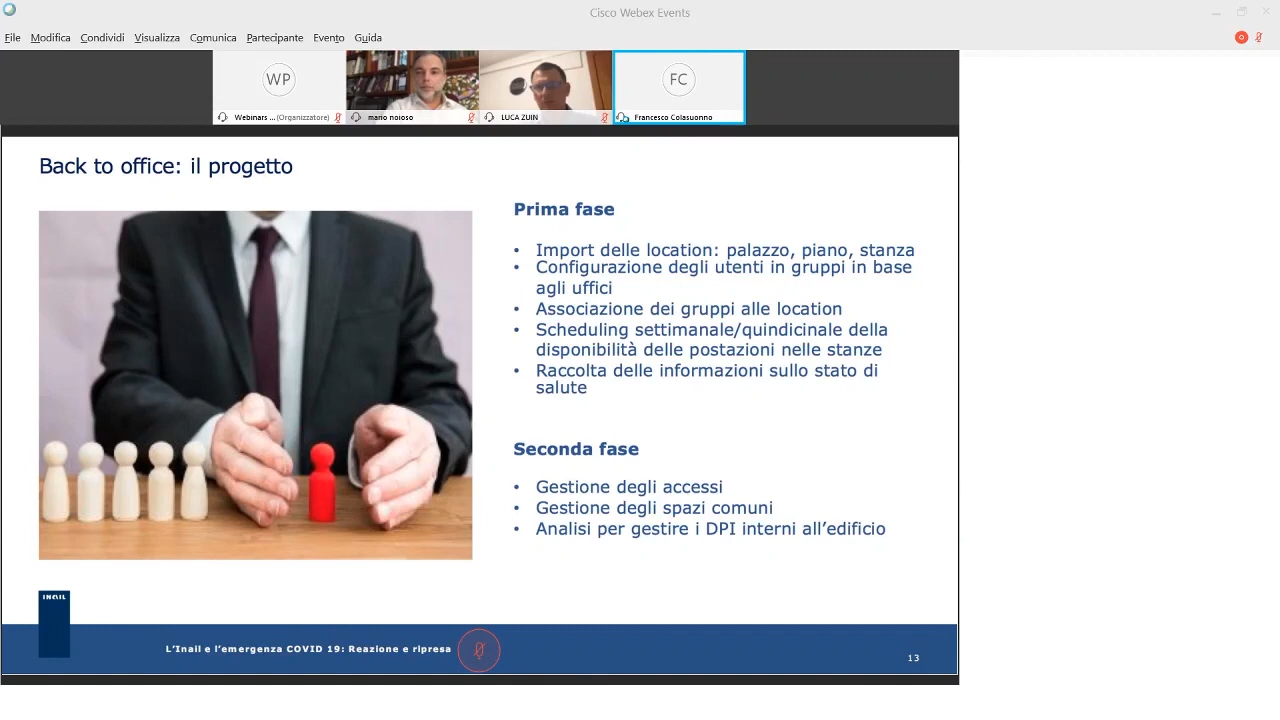 Cisco Webex Events
File Modifica Condividi Visualizza Comunica Partecipante Evento Guida
WP
FC
Webinars ... (Organizzatore)
mario noioso
LUCA ZUIN
Francesco Colasuonno
Back to office: il progetto
Prima fase
• Import delle location: palazzo, piano, stanza
• Configurazione degli utenti in gruppi in base
agli uffici
• Associazione dei gruppi alle location
• Scheduling settimanale/quindicinale della
disponibilità delle postazioni nelle stanze
• Raccolta delle informazioni sullo stato di
salute
Seconda fase
• Gestione degli accessi
• Gestione degli spazi comuni
• Analisi per gestire i DPI interni all’edificio
INAIL
L’Inail e l’emergenza COVID 19: Reazione e ripresa
13